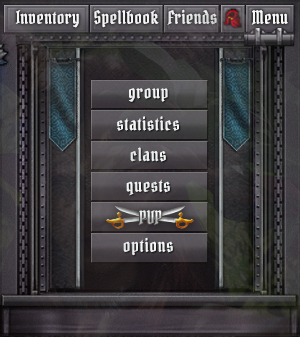 Inventory Spellbook Friends Menu
group
statistics
clans
quests
pvp
options